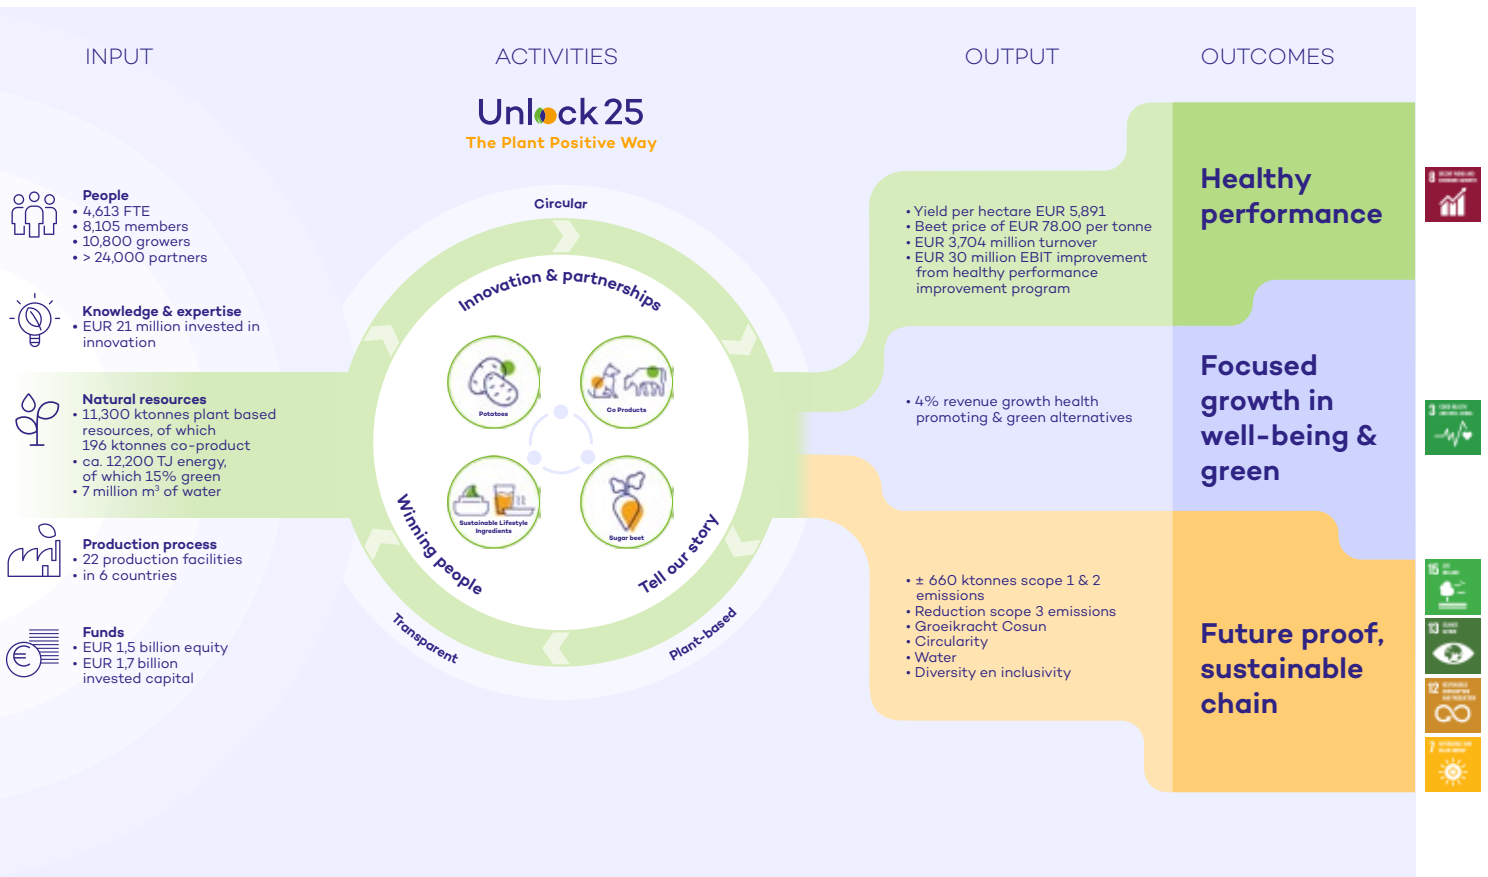 INPUT
ACTIVITIES
OUTPUT
OUTCOMES
Unlock 25
The Plant Positive Way
People
• 4,613 FTE
• 8,105 members
• 10,800 growers
• > 24,000 partners
Knowledge & expertise
• EUR 21 million invested in
innovation
Natural resources
• 11,300 ktonnes plant based
resources, of which
196 ktonnes co-product
• ca. 12,200 TJ energy,
of which 15% green
• 7 million m³ of water
Production process
• 22 production facilities
• in 6 countries
Funds
• EUR 1,5 billion equity
• EUR 1,7 billion
invested capital
Circular
Innovation & partnerships
Potatoes
Co Products
Sustainable Lifestyle
Ingredients
Sugar beet
Winning people
Tell our story
Transparent
Plant-based
• Yield per hectare EUR 5,891
• Beet price of EUR 78.00 per tonne
• EUR 3,704 million turnover
• EUR 30 million EBIT improvement
from healthy performance
improvement program
• 4% revenue growth health
promoting & green alternatives
• ± 660 ktonnes scope 1 & 2
emissions
• Reduction scope 3 emissions
• Groeikracht Cosun
• Circularity
• Water
• Diversity en inclusivity
Healthy
performance
Focused
growth in
well-being &
green
Future proof,
sustainable
chain
8
3
15
13
12
7